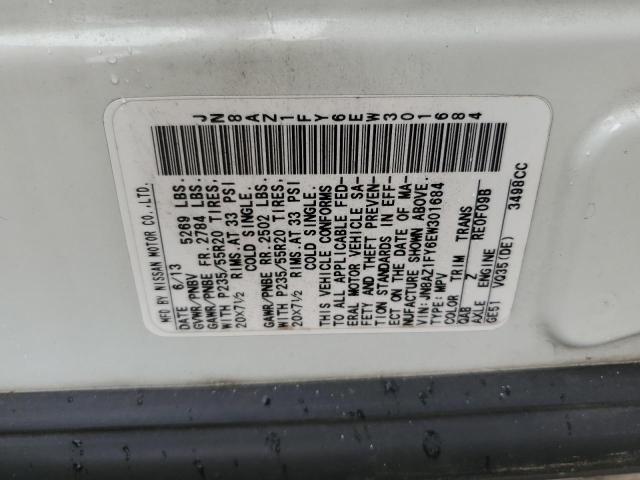 JN8AZ1FY6EW301684
MFD BY NISSAN MOTOR CO.,LTD.
DATE 6/13
GVWR/PNBV 5269 LBS.
GAWR/PNBE FR. 2784 LBS.
WITH P235/55R20 TIRES,
20X7½ RIMS.AT 33 PSI
COLD SINGLE.
GAWR/PNBE RR. 2502 LBS.
WITH P235/55R20 TIRES,
20X7½ RIMS.AT 33 PSI
COLD SINGLE.
THIS VEHICLE CONFORMS
TO ALL APPLICABLE FED-
ERAL MOTOR VEHICLE SA-
FETY AND THEFT PREVEN-
TION STANDARDS IN EFF-
ECT ON THE DATE OF MA-
NUFACTURE SHOWN ABOVE.
VIN: JN8AZ1FY6EW301684
TYPE: MPV
COLOR TRIM TRANS
QAB Z RE0F09B
AXLE ENGINE
GE51 VQ35(DE) 3498CC